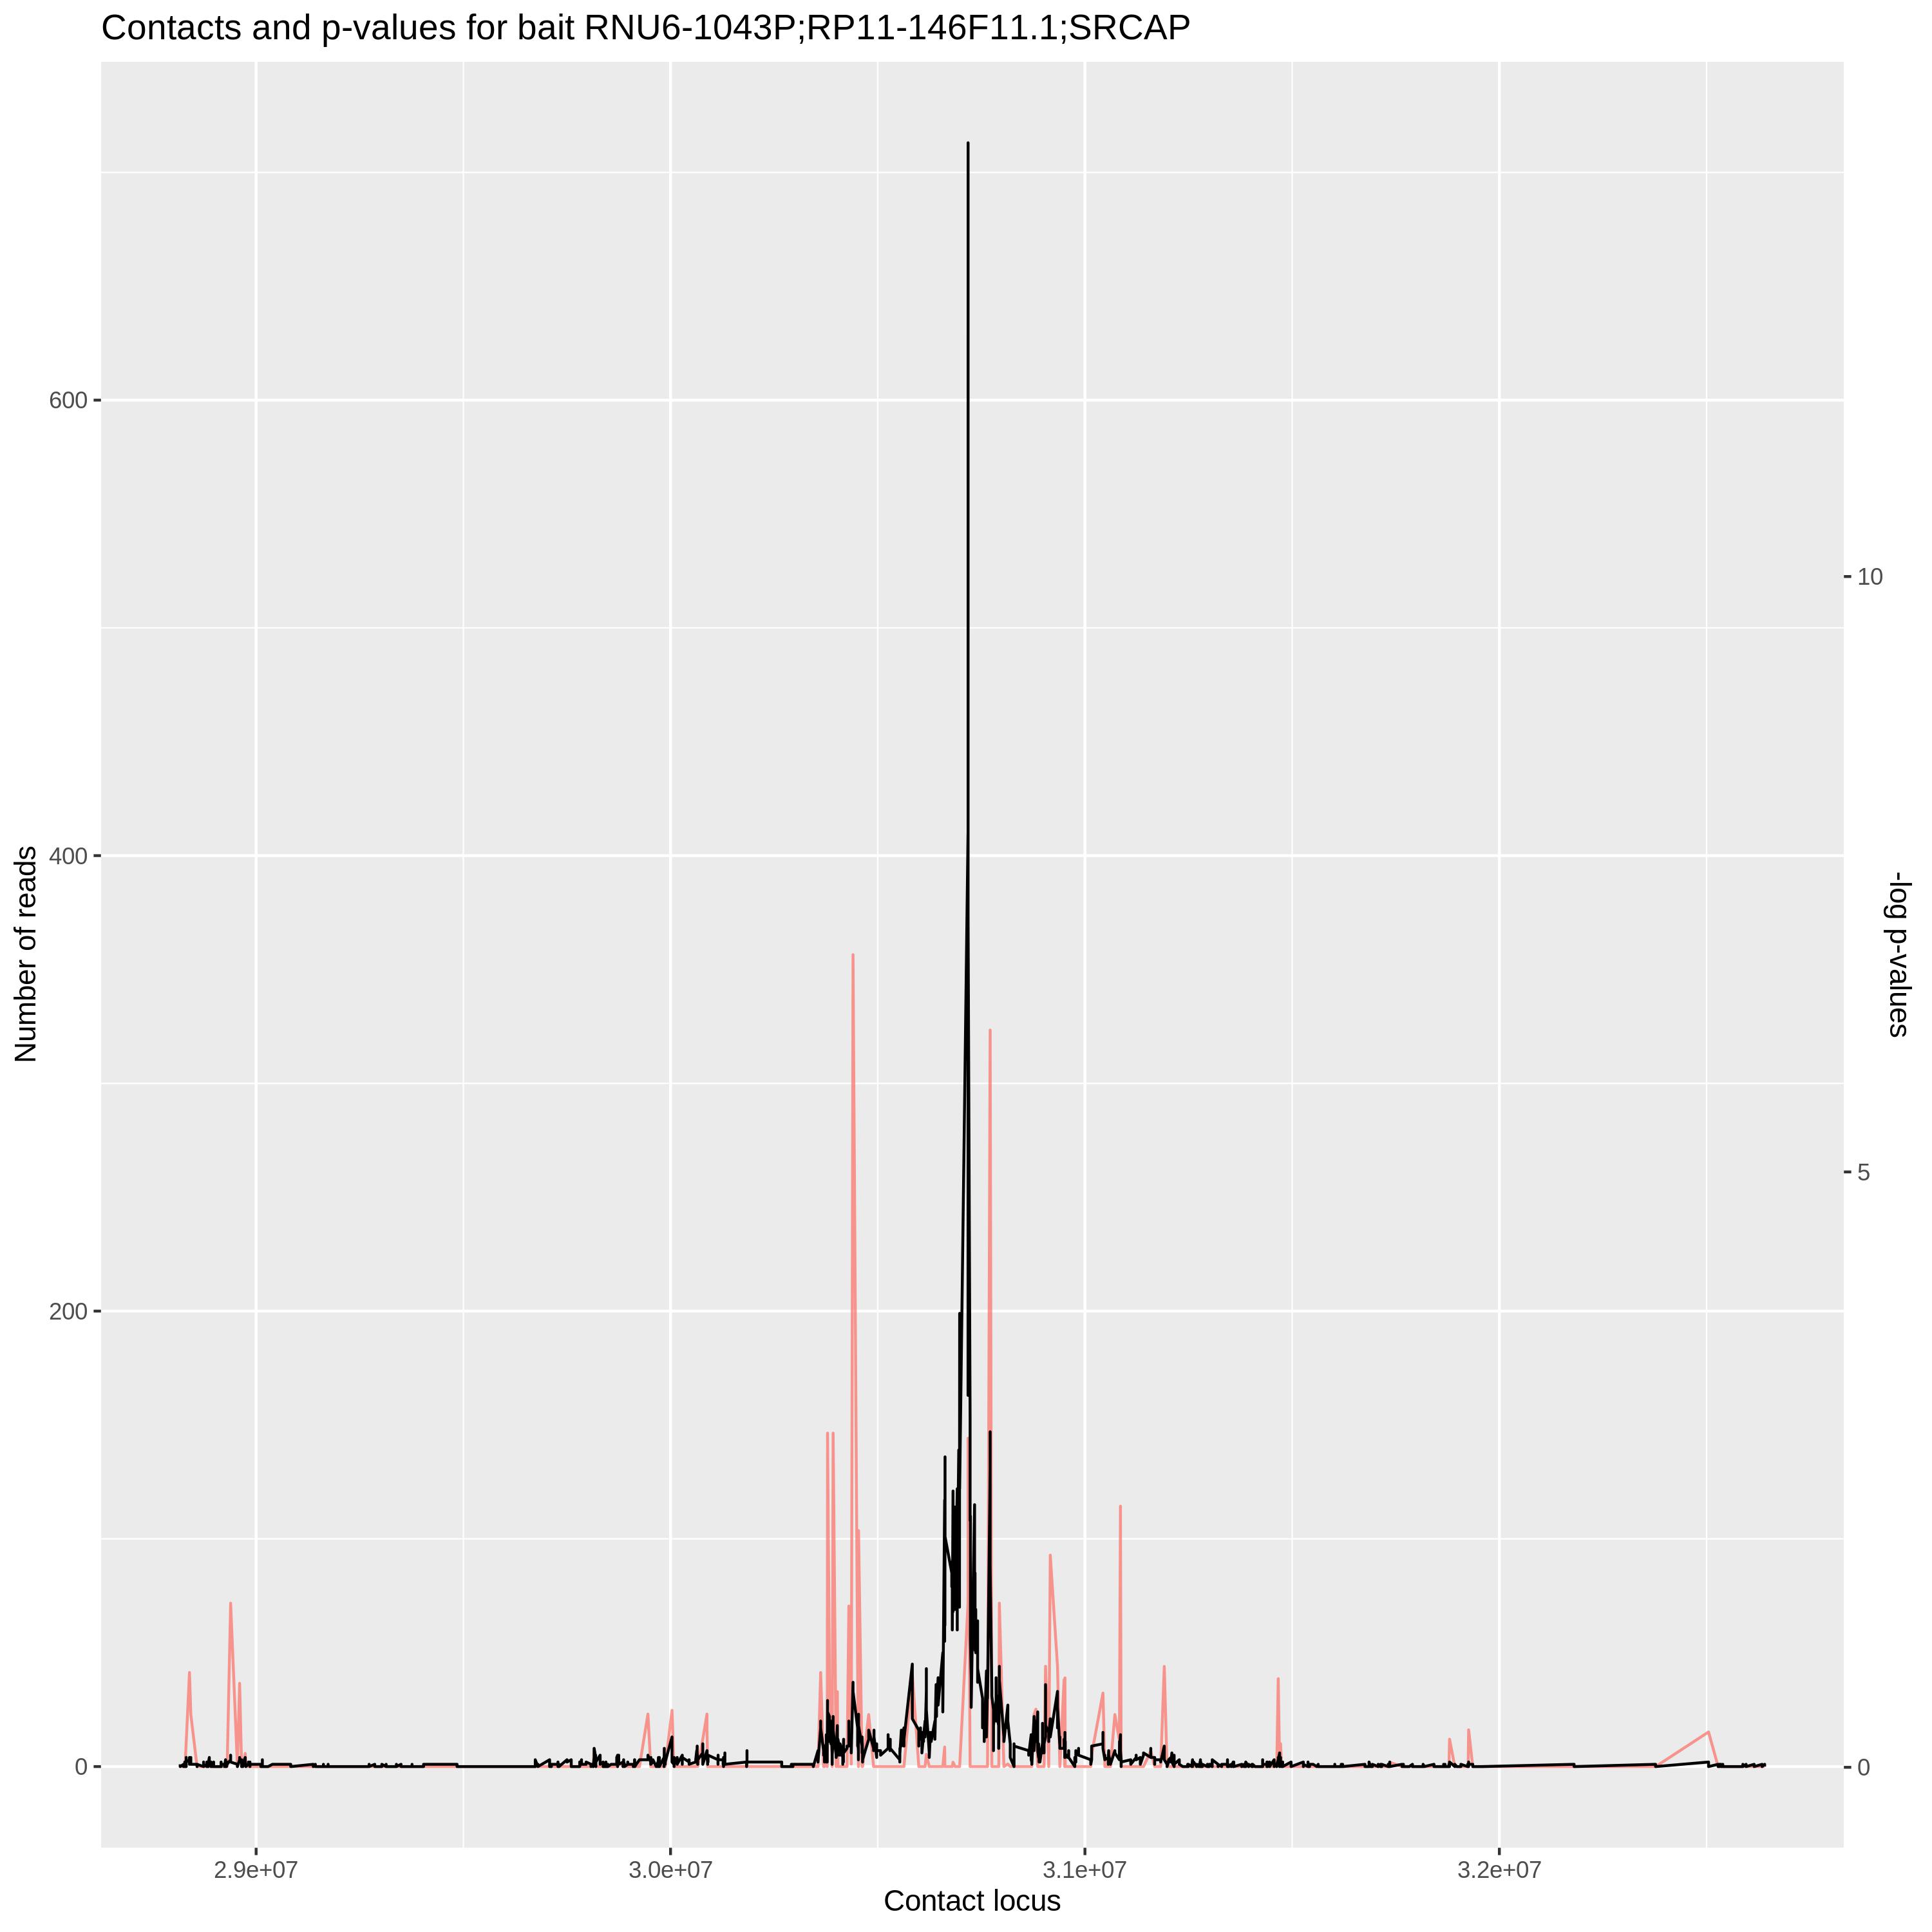 Contacts and p-values for bait RNU6-1043P;RP11-146F11.1;SRCAP
Number of reads
600
400
200
0
10
5
0
-log p-values
2.9e+07
3.0e+07
3.1e+07
3.2e+07
Contact locus